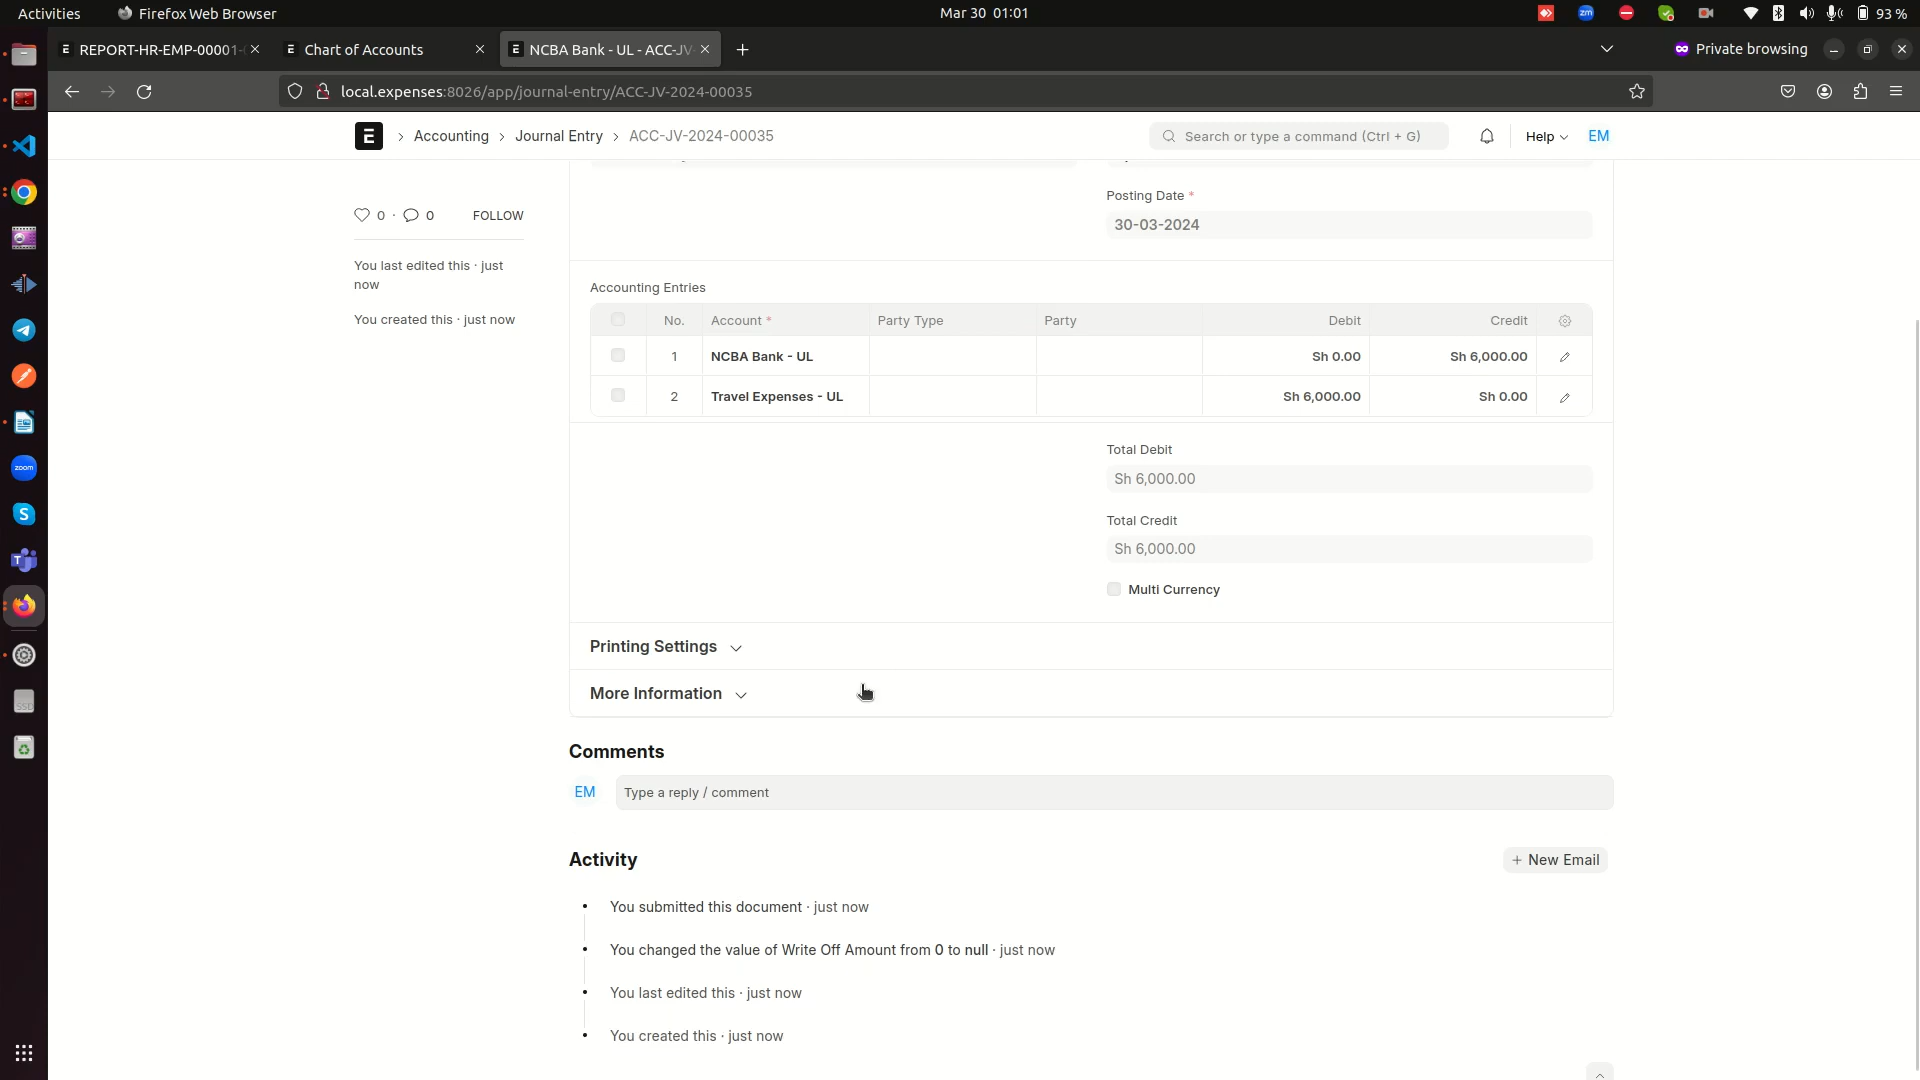 Activities
Firefox Web Browser
Mar 30 01:01
zm
93 %
E REPORT-HR-EMP-00001-
E Chart of Accounts
E NCBA Bank - UL - ACC-JV-
Private browsing
local.expenses:8026/app/journal-entry/ACC-JV-2024-00035
E
Accounting
Journal Entry
ACC-JV-2024-00035
Search or type a command (Ctrl + G)
Help
EM
Posting Date *
30-03-2024
0 · 0
FOLLOW
You last edited this · just
now
You created this · just now
Accounting Entries
No. Account * Party Type Party Debit Credit
1 NCBA Bank - UL Sh 0.00 Sh 6,000.00
2 Travel Expenses - UL Sh 6,000.00 Sh 0.00
Total Debit
Sh 6,000.00
Total Credit
Sh 6,000.00
Multi Currency
Printing Settings
More Information
Comments
EM
Type a reply / comment
Activity
+ New Email
You submitted this document · just now
You changed the value of Write Off Amount from 0 to null · just now
You last edited this · just now
You created this · just now
zoom
S
T
SSD